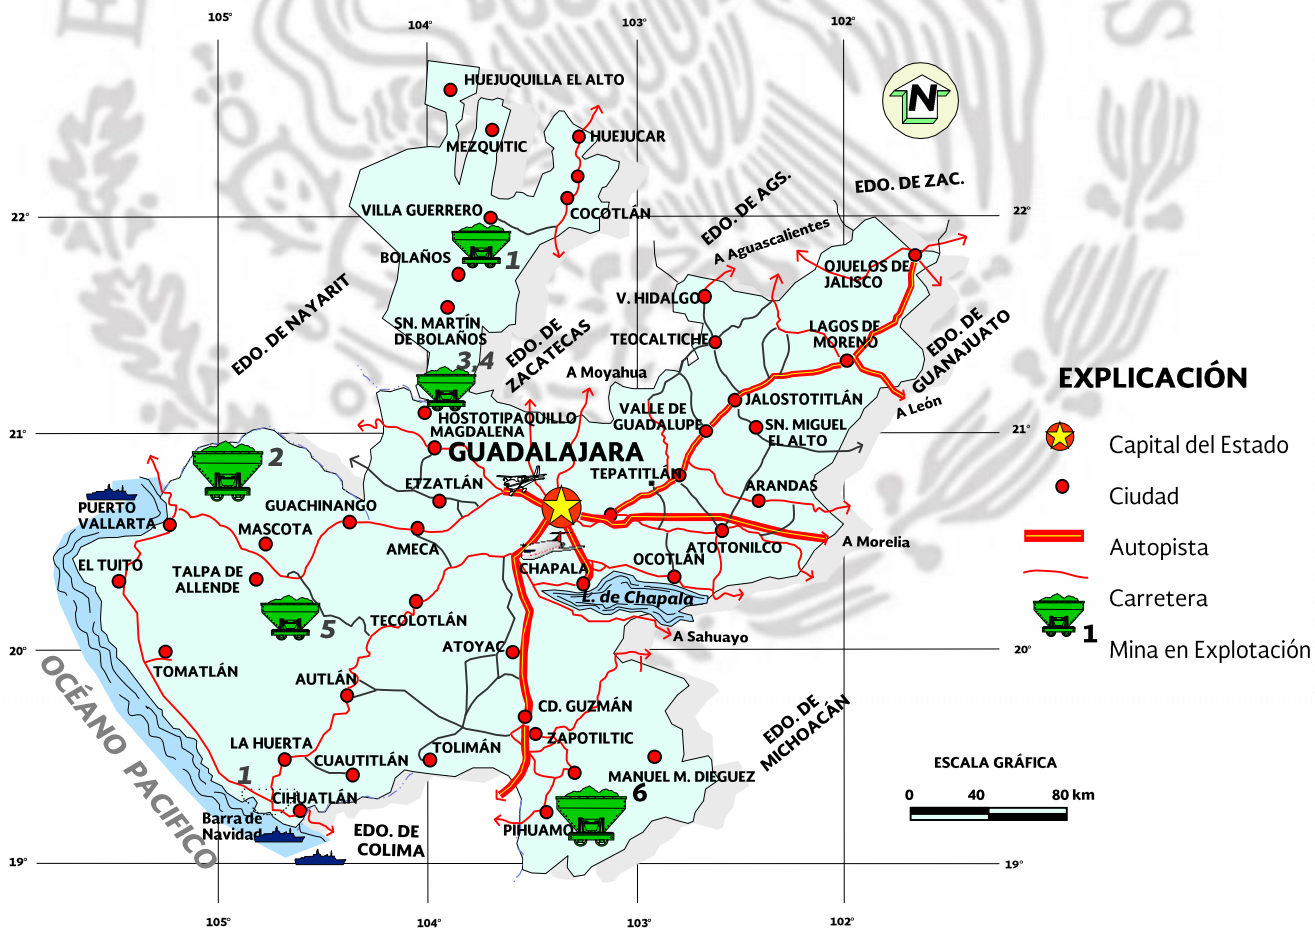 105°
104°
103°
102°
HUEJUQUILLA EL ALTO
N
MEZQUITIC
HUEJUCAR
EDO. DE AGS.
EDO. DE ZAC.
VILLA GUERRERO
COCOTLÁN
22°
22°
A Aguascalientes
BOLAÑOS
1
OJUELOS DE
JALISCO
V. HIDALGO
EDO. DE NAYARIT
SN. MARTÍN
DE BOLAÑOS
EDO. DE
ZACATECAS
TEOCALTICHE
LAGOS DE
MORENO
EDO. DE
GUANAJUATO
3,4
A Moyahua
EXPLICACIÓN
JALOSTOTITLÁN
A León
HOSTOTIPAQUILLO
VALLE DE
GUADALUPE
SN. MIGUEL
EL ALTO
21°
21°
MAGDALENA
Capital del Estado
GUADALAJARA
2
TEPATITLÁN
ETZATLÁN
ARANDAS
Ciudad
PUERTO
VALLARTA
GUACHINANGO
MASCOTA
AMECA
ATOTONILCO
A Morelia
Autopista
EL TUITO
TALPA DE
ALLENDE
CHAPALA
OCOTLÁN
L. de Chapala
Carretera
5
TECOLOTLÁN
A Sahuayo
1
Mina en Explotación
ATOYAC
20°
20°
TOMATLÁN
AUTLÁN
OCÉANO PACIFICO
CD. GUZMÁN
EDO. DE
MICHOACÁN
LA HUERTA
ZAPOTILTIC
TOLIMÁN
CUAUTITLÁN
MANUEL M. DIEGUEZ
ESCALA GRÁFICA
1
CIHUATLÁN
6
0 40 80 km
Barra de
Navidad
EDO. DE
COLIMA
PIHUAMO
19°
19°
105°
104°
103°
102°